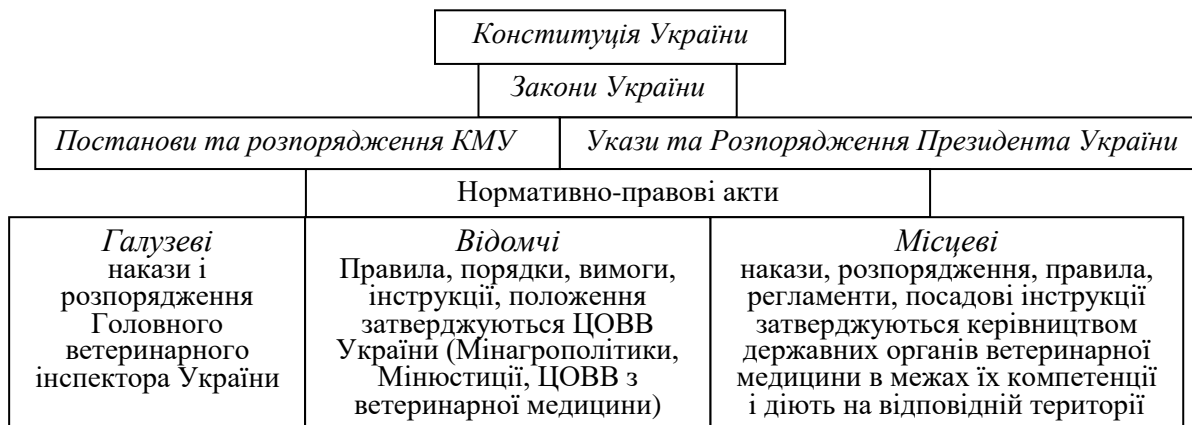 Конституція України
Закони України
Постанови та розпорядження КМУ
Укази та Розпорядження Президента України
Нормативно-правові акти
Галузеві
накази і
розпорядження
Головного
ветеринарного
інспектора України
Відомчі
Правила, порядки, вимоги,
інструкції, положення
затверджуються ЦОВВ
України (Мінагрополітики,
Мінюстиції, ЦОВВ з
ветеринарної медицини)
Місцеві
накази, розпорядження, правила,
регламенти, посадові інструкції
затверджуються керівництвом
державних органів ветеринарної
медицини в межах їх компетенції
і діють на відповідній території